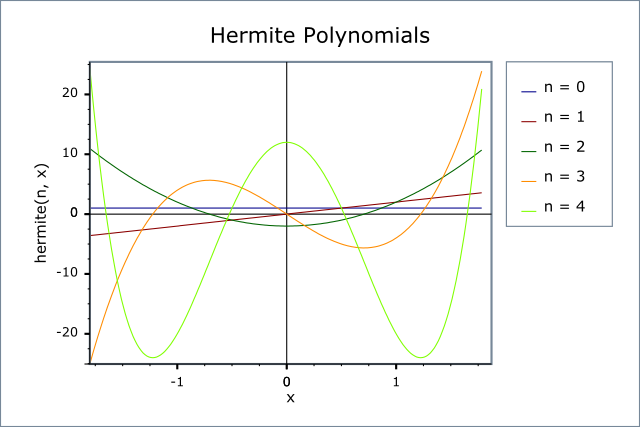 Hermite Polynomials
n = 0
n = 1
n = 2
n = 3
n = 4
hermite(n, x)
20
10
0
-10
-20
-1
0
1
x